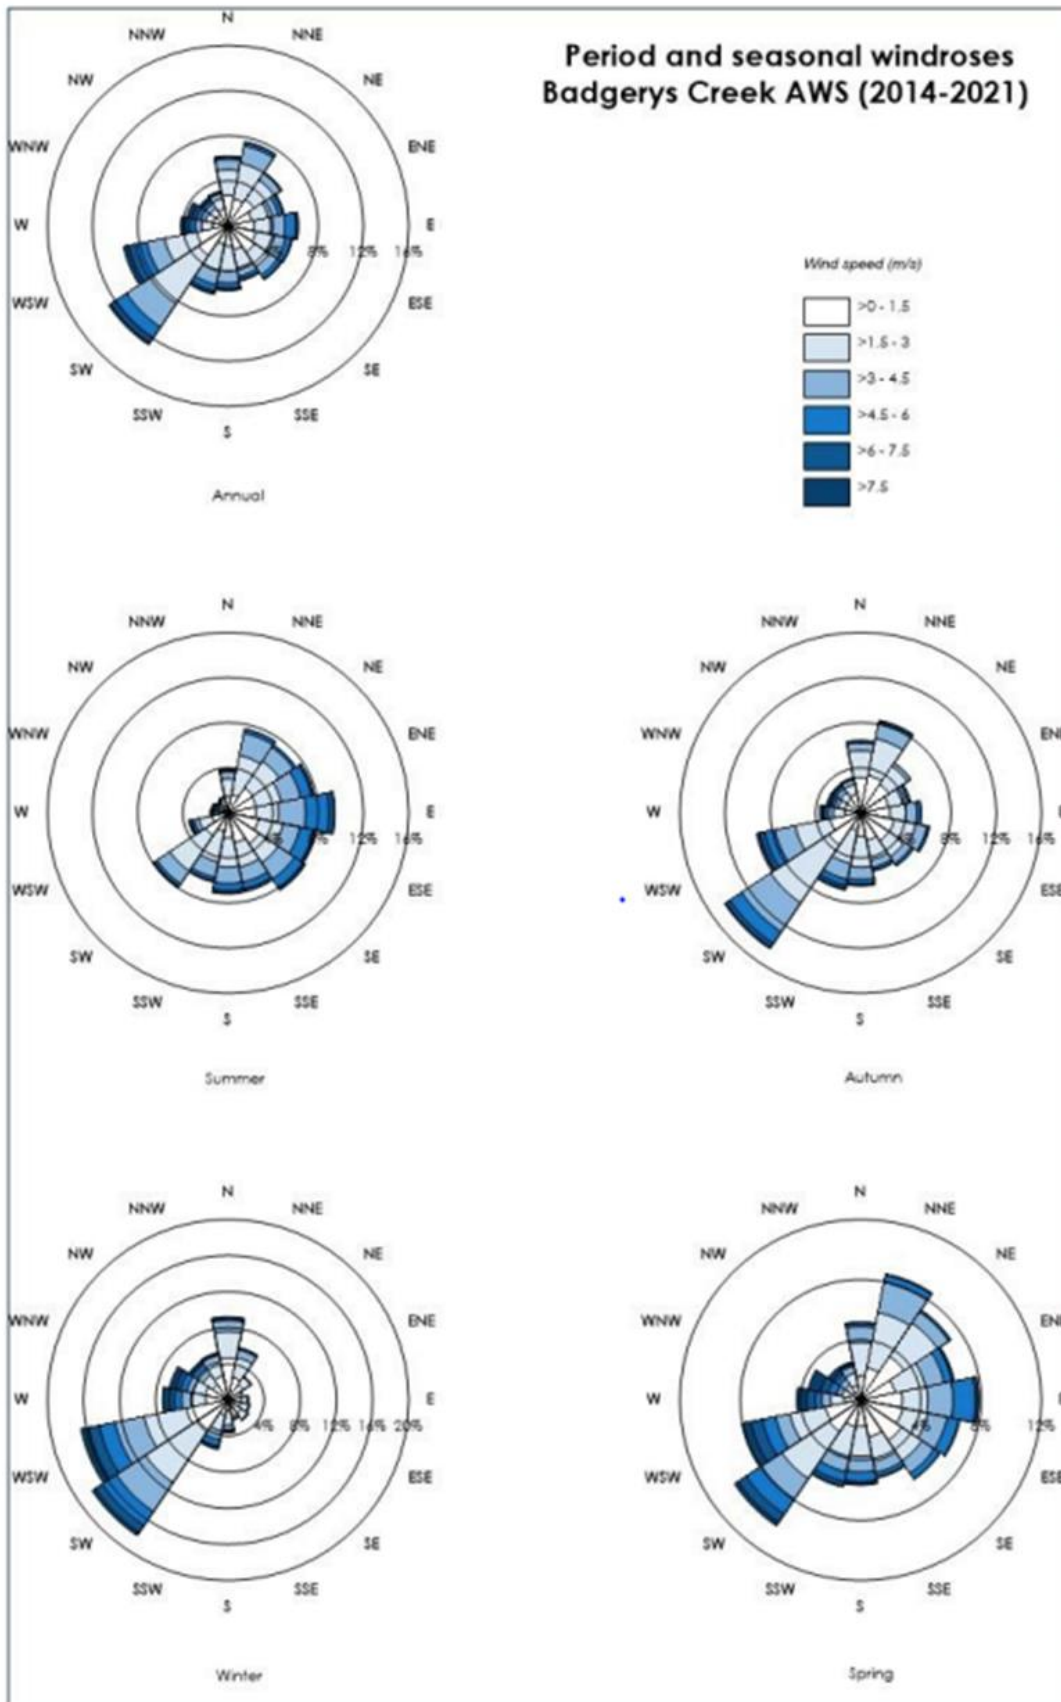 Period and seasonal windroses
Badgerys Creek AWS (2014-2021)
N
NNW
NNE
NW
NE
WNW
ENE
W
E
4%
8%
12%
16%
WSW
ESE
SW
SE
SSW
SSE
S
Annual
Wind speed (m/s)
>0 - 1.5
>1.5 - 3
>3 - 4.5
>4.5 - 6
>6 - 7.5
>7.5
N
NNW
NNE
NW
NE
WNW
ENE
W
E
4%
12%
16%
WSW
ESE
SW
SE
SSW
SSE
S
Summer
N
NNW
NNE
NW
NE
WNW
W
4%
8%
12%
16%
WSW
ESE
SW
SE
SSW
SSE
S
Autumn
N
NNW
NNE
NW
NE
WNW
ENE
W
E
4%
8%
12%
16%
20%
WSW
ESE
SW
SE
SSW
SSE
S
Winter
N
NNW
NNE
NW
NE
WNW
W
4%
8%
12%
WSW
ESE
SW
SE
SSW
SSE
S
Spring